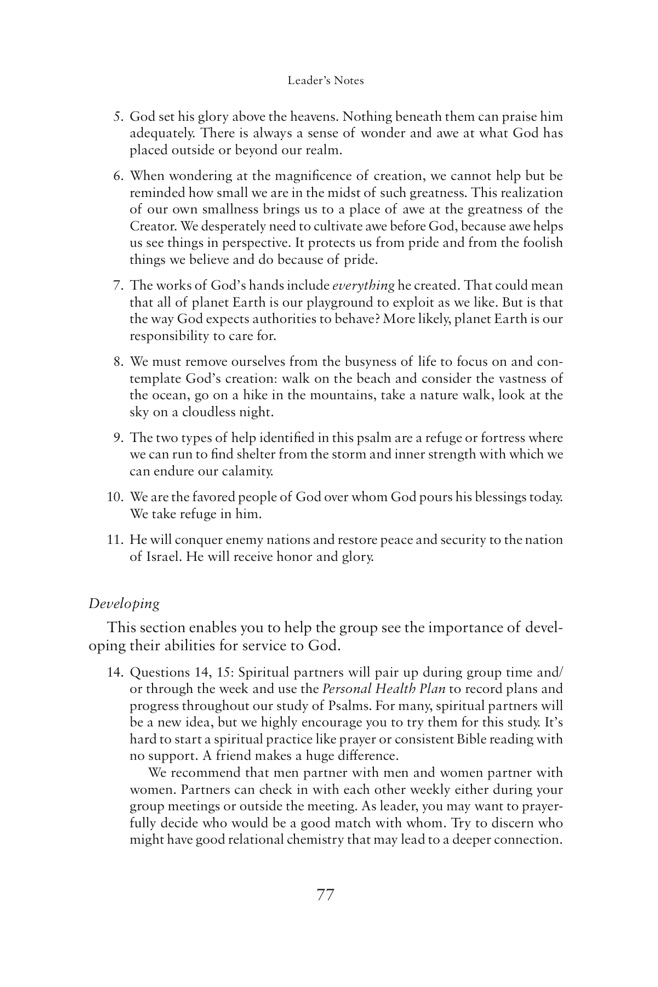 Leader's Notes
5. God set his glory above the heavens. Nothing beneath them can praise him
adequately. There is always a sense of wonder and awe at what God has
placed outside or beyond our realm.
6. When wondering at the magnificence of creation, we cannot help but be
reminded how small we are in the midst of such greatness. This realization
of our own smallness brings us to a place of awe at the greatness of the
Creator. We desperately need to cultivate awe before God, because awe helps
us see things in perspective. It protects us from pride and from the foolish
things we believe and do because of pride.
7. The works of God's hands include everything he created. That could mean
that all of planet Earth is our playground to exploit as we like. But is that
the way God expects authorities to behave? More likely, planet Earth is our
responsibility to care for.
8. We must remove ourselves from the busyness of life to focus on and con-
template God's creation: walk on the beach and consider the vastness of
the ocean, go on a hike in the mountains, take a nature walk, look at the
sky on a cloudless night.
9. The two types of help identified in this psalm are a refuge or fortress where
we can run to find shelter from the storm and inner strength with which we
can endure our calamity.
10. We are the favored people of God over whom God pours his blessings today.
We take refuge in him.
11. He will conquer enemy nations and restore peace and security to the nation
of Israel. He will receive honor and glory.
Developing
This section enables you to help the group see the importance of devel-
oping their abilities for service to God.
14. Questions 14, 15: Spiritual partners will pair up during group time and/
or through the week and use the Personal Health Plan to record plans and
progress throughout our study of Psalms. For many, spiritual partners will
be a new idea, but we highly encourage you to try them for this study. It's
hard to start a spiritual practice like prayer or consistent Bible reading with
no support. A friend makes a huge difference.
We recommend that men partner with men and women partner with
women. Partners can check in with each other weekly either during your
group meetings or outside the meeting. As leader, you may want to prayer-
fully decide who would be a good match with whom. Try to discern who
might have good relational chemistry that may lead to a deeper connection.
77